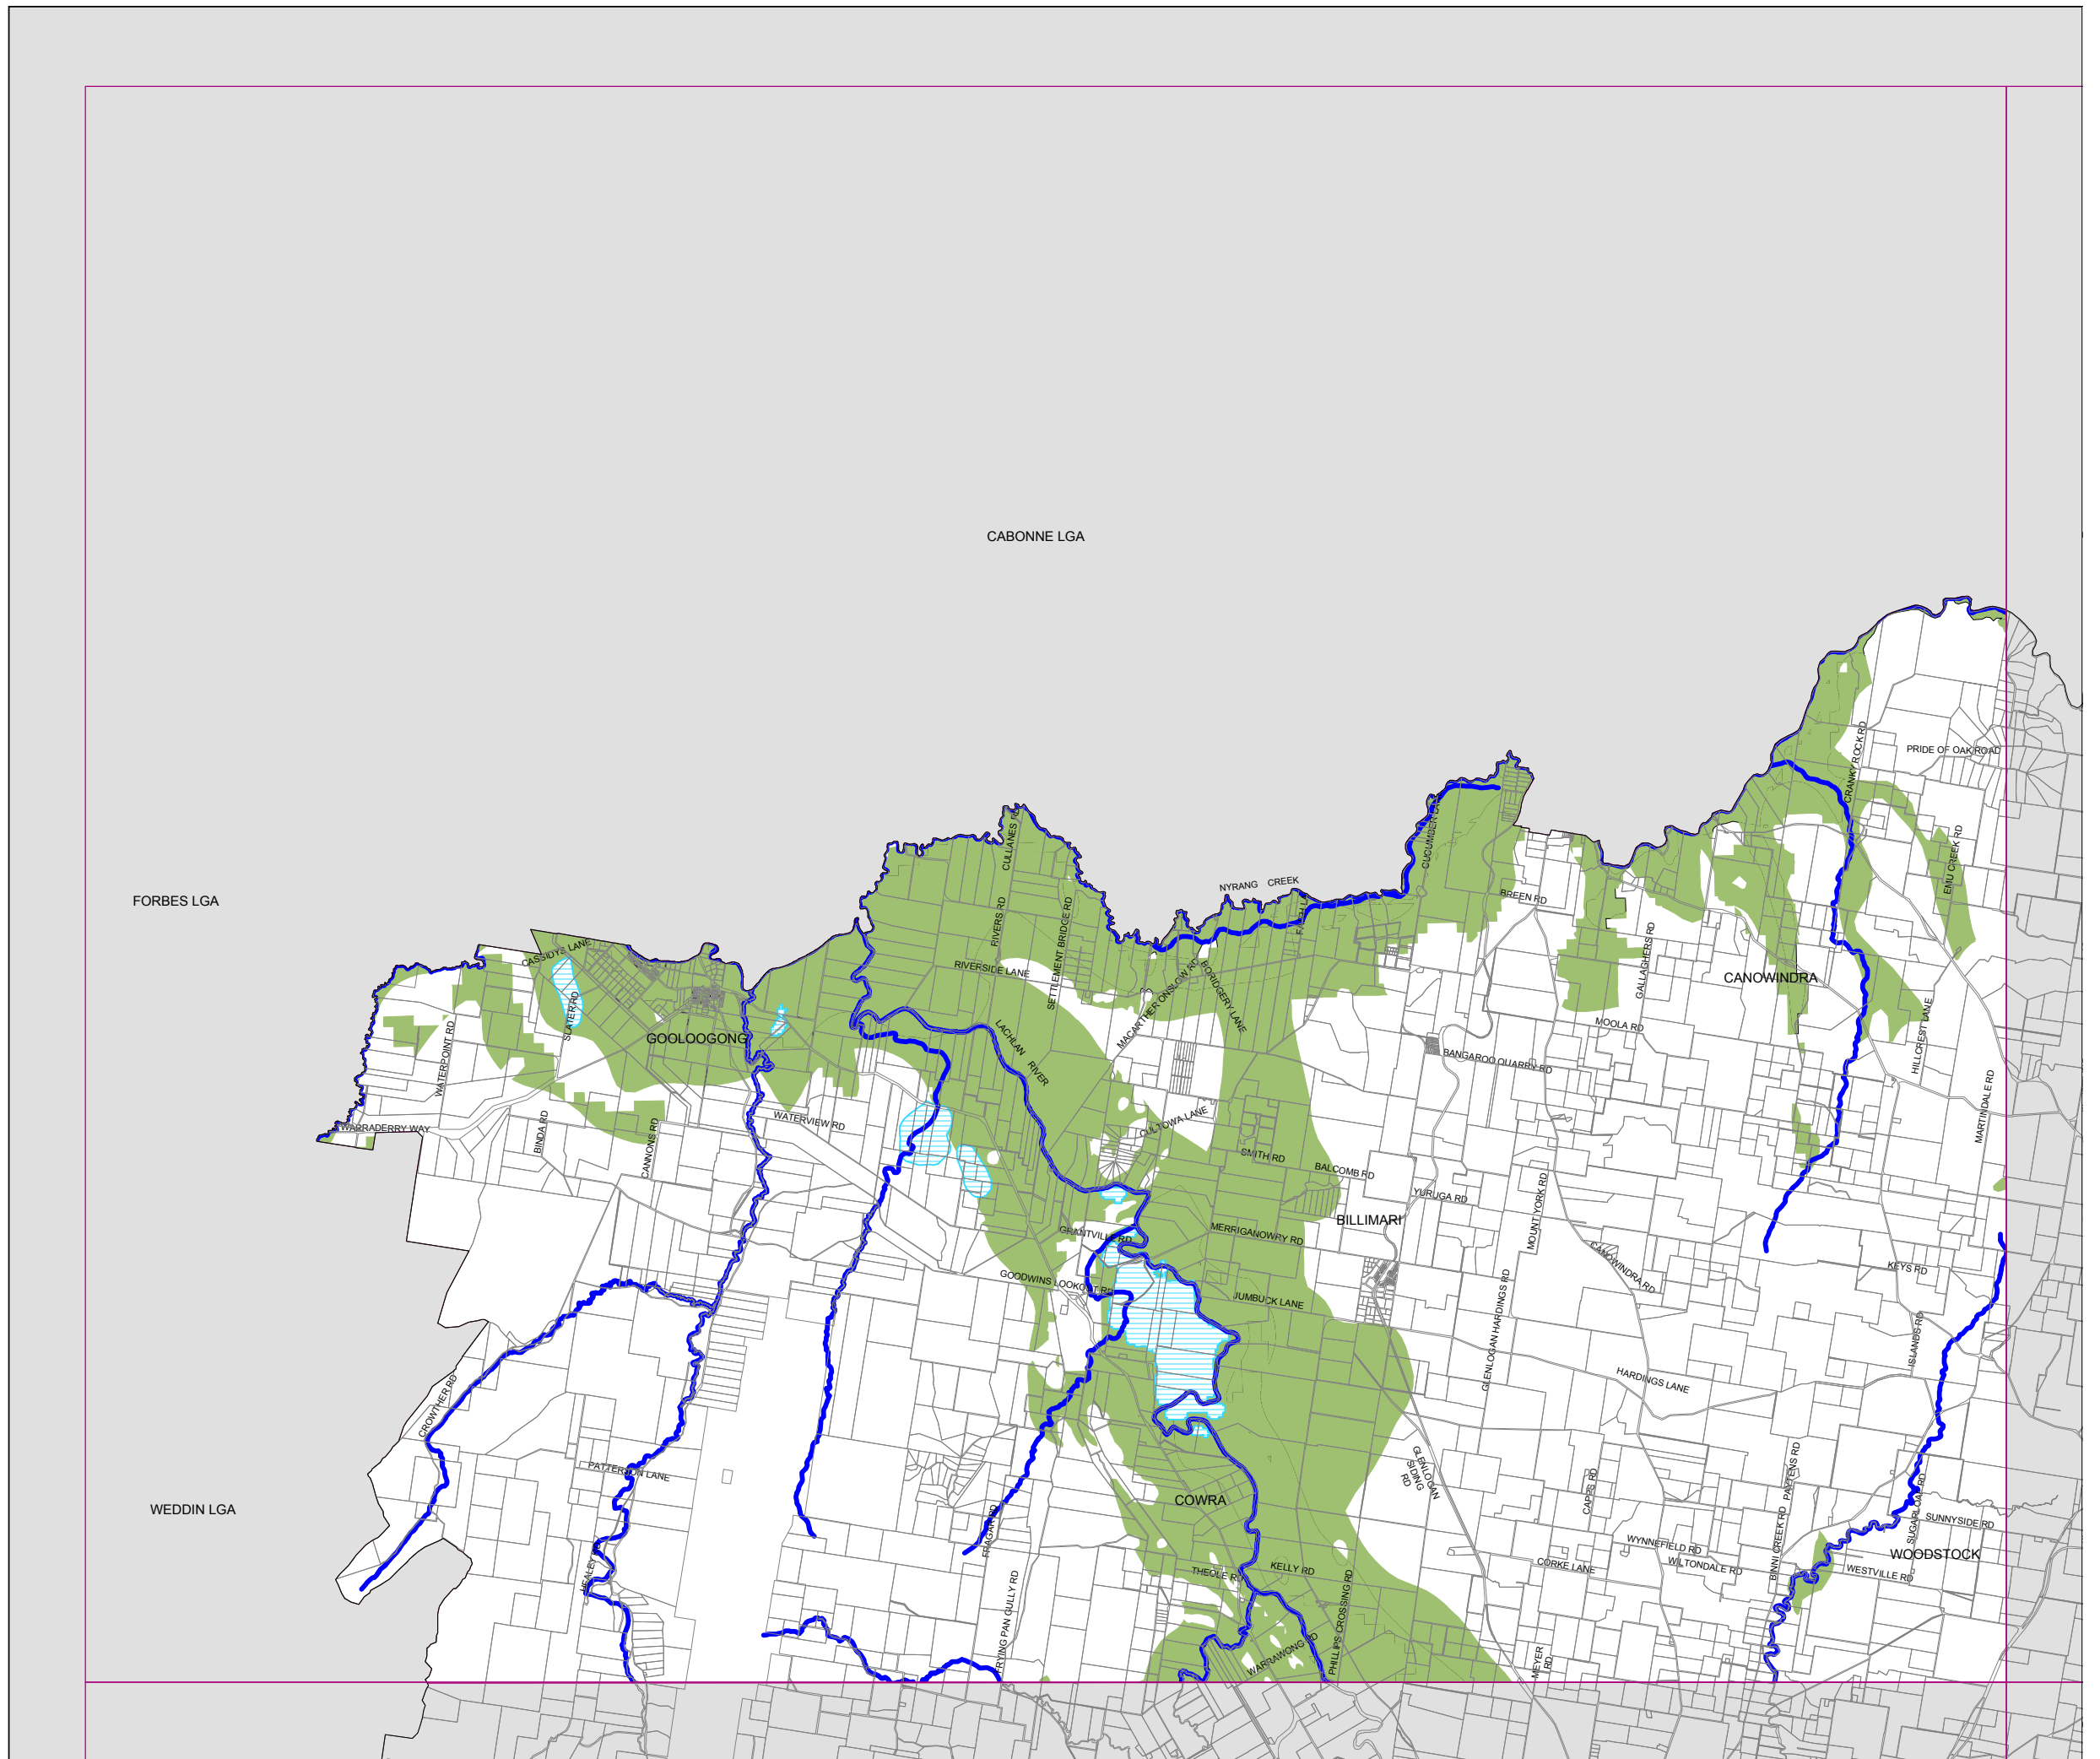 CABONNE LGA
PRIDE OF OAK ROAD
CRANKY ROCK RD
CULLANES RD
EMU CREEK RD
NYRANG CREEK
BREEN RD
FORBES LGA
RIVERS RD
SETTLEMENT BRIDGE RD
CASSIDYS LANE
GALLAGHERS RD
RIVERSIDE LANE
MACARTHER ONSLOW RD
BORIDGERY LANE
CANOWINDRA
SLATER RD
WATERPOINT RD
GOOLOOGONG
LACHLAN RIVER
MOOLA RD
HILLCREST LANE
BANGAROO QUARRY RD
MARTINDALE RD
WARRADERRY WAY
BINDA RD
CANNONS RD
WATERVIEW RD
CULTOWA LANE
SMITH RD
BALCOMB RD
YURUGA RD
MOUNT YORK RD
BILLIMARI
GRANTVILLE RD
MERRIGANOWRY RD
CANOWINDRA RD
KEYS RD
GOODWINS LOOKOUT RD
JUMBUCK LANE
GLENLOGAN HARDINGS RD
ISLANDS RD
HARDINGS LANE
CROWTHER RD
PATTERSON LANE
GLENLOGAN
SIDING
RD
CAPPS RD
PAYTENS RD
WEDDIN LGA
COWRA
BINNI CREEK RD
SUGARLOAF RD
SUNNYSIDE RD
FRAGAR RD
WYNNEFIELD RD
WOODSTOCK
CORKE LANE
WILTONDALE RD
WESTVILLE RD
THEOLE RD
KELLY RD
FRYING PAN GULLY RD
PHILLIPS CROSSING RD
WARRAWONG RD
MEYER
RD